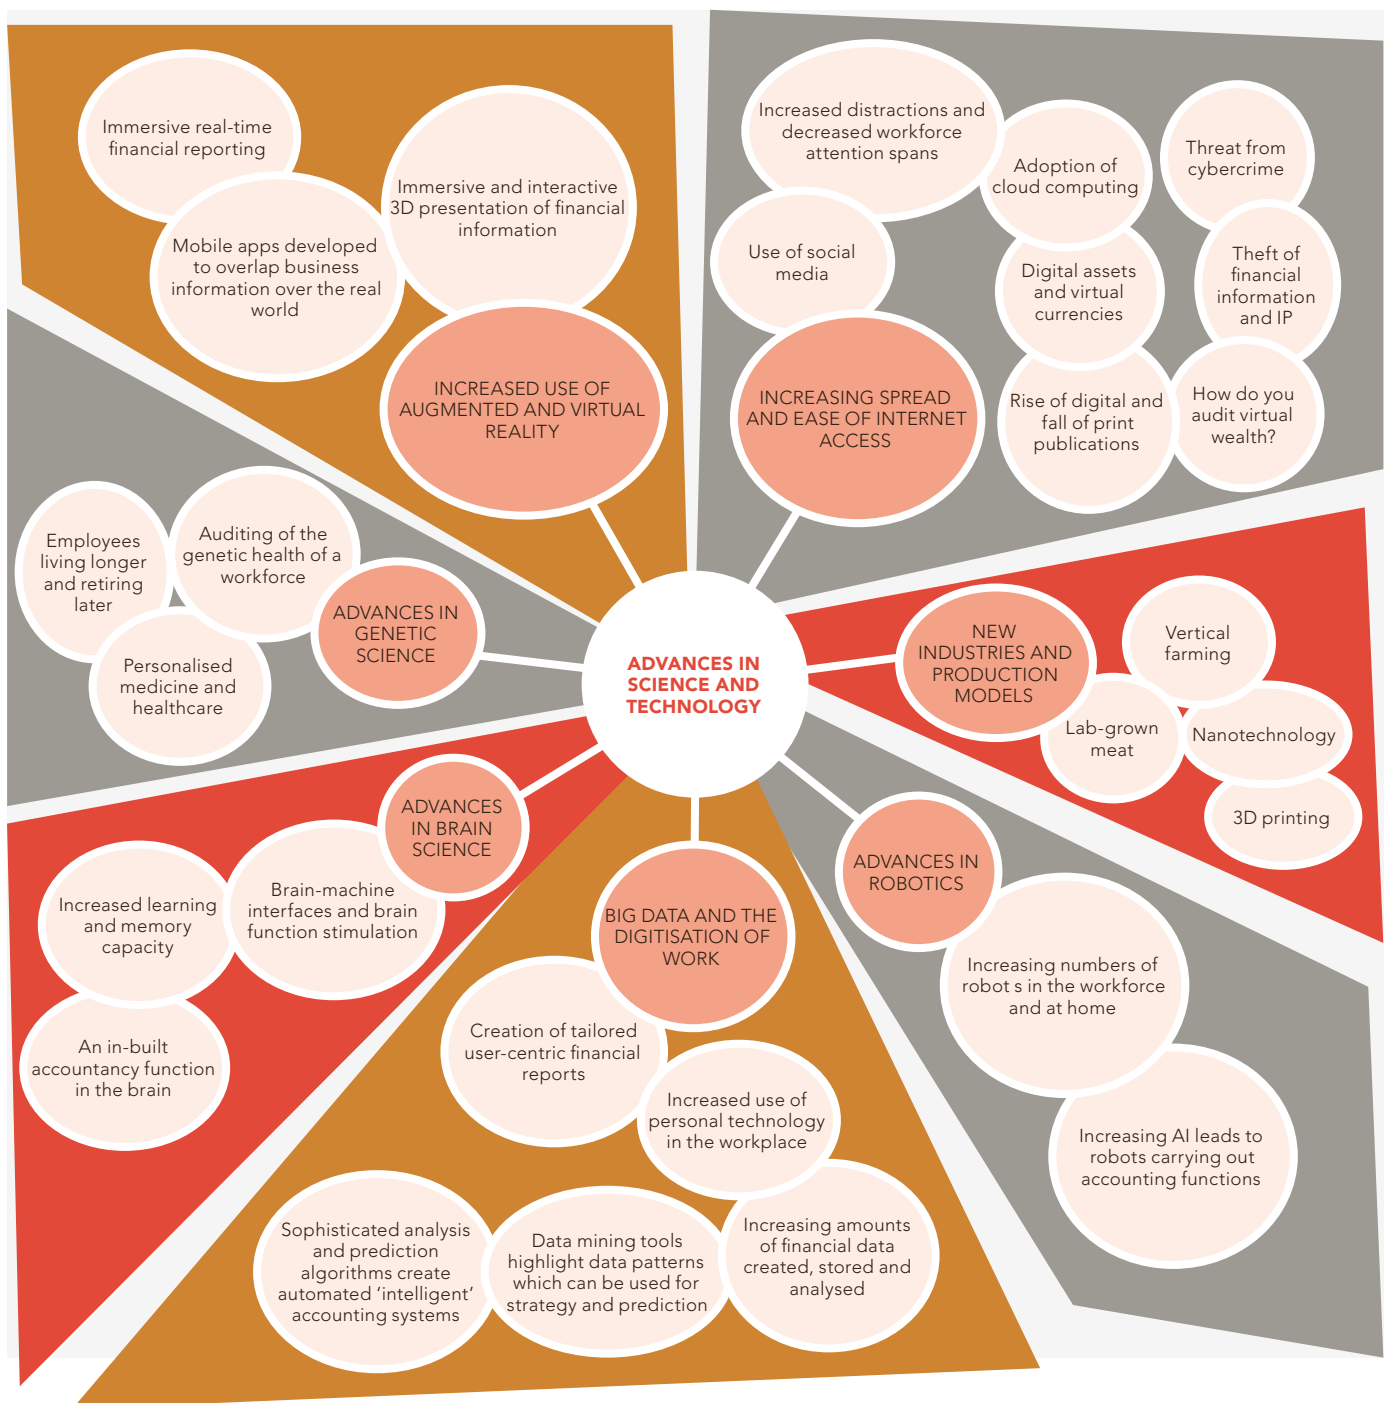 Immersive real-time
financial reporting
Mobile apps developed
to overlap business
information over the real
world
Immersive and interactive
3D presentation of financial
information
INCREASED USE OF
AUGMENTED AND VIRTUAL
REALITY
Increased distractions and
decreased workforce
attention spans
Use of social
media
INCREASING SPREAD
AND EASE OF INTERNET
ACCESS
Adoption of
cloud computing
Digital assets
and virtual
currencies
Rise of digital and
fall of print
publications
Threat from
cybercrime
Theft of
financial
information
and IP
How do you
audit virtual
wealth?
Employees
living longer
and retiring
later
Auditing of the
genetic health of a
workforce
Personalised
medicine and
healthcare
ADVANCES IN
GENETIC
SCIENCE
ADVANCES IN
SCIENCE AND
TECHNOLOGY
NEW
INDUSTRIES AND
PRODUCTION
MODELS
Vertical
farming
Lab-grown
meat
Nanotechnology
3D printing
ADVANCES
IN BRAIN
SCIENCE
Brain-machine
interfaces and brain
function stimulation
Increased learning
and memory
capacity
An in-built
accountancy function
in the brain
BIG DATA AND THE
DIGITISATION OF
WORK
Creation of tailored
user-centric financial
reports
Increased use of
personal technology
in the workplace
Increasing amounts
of financial data
created, stored and
analysed
Data mining tools
highlight data patterns
which can be used for
strategy and prediction
Sophisticated analysis
and prediction
algorithms create
automated ‘intelligent’
accounting systems
ADVANCES IN
ROBOTICS
Increasing numbers of
robot s in the workforce
and at home
Increasing AI leads to
robots carrying out
accounting functions